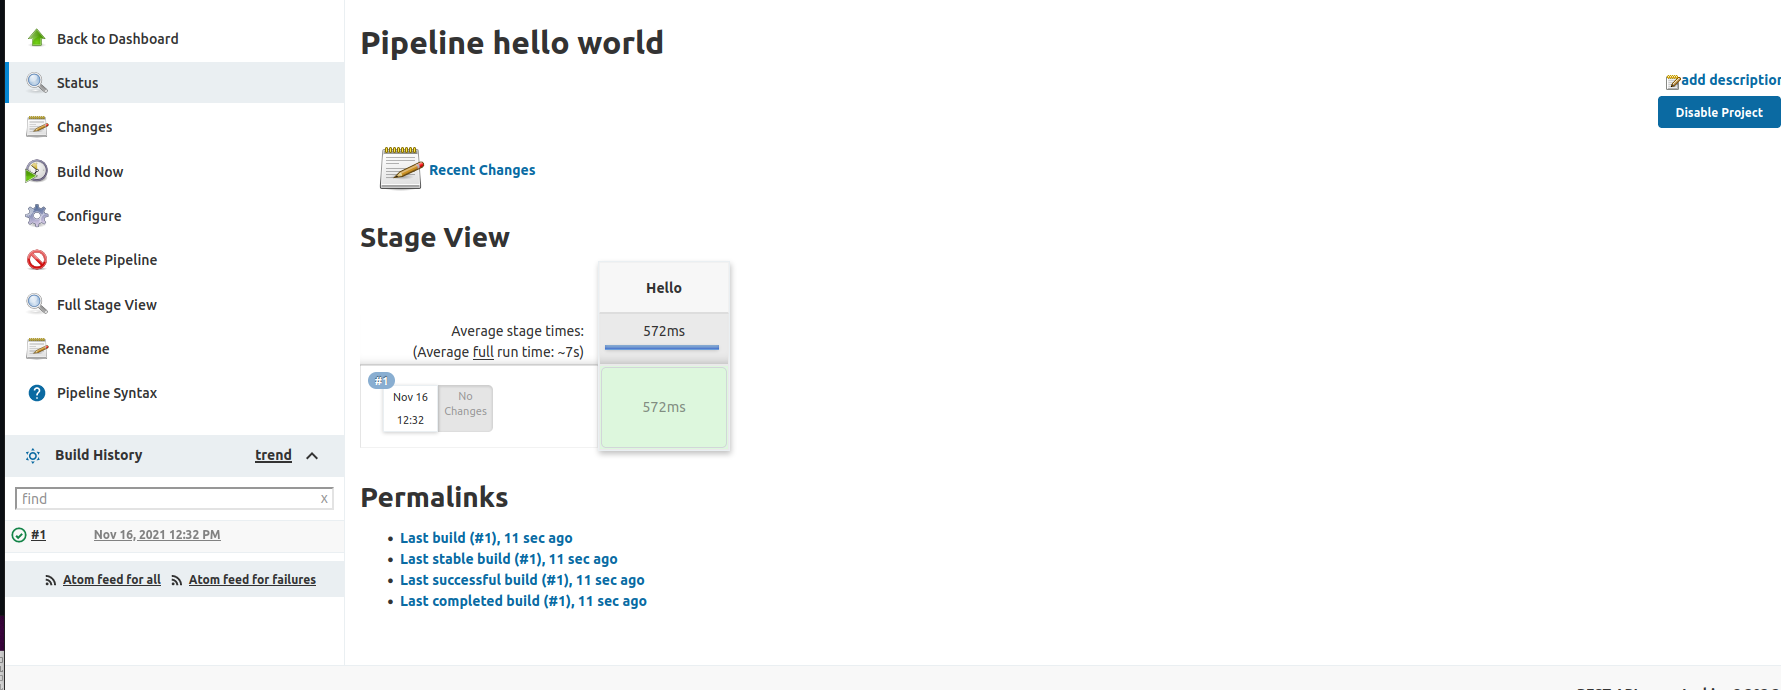 Back to Dashboard
Status
Changes
Build Now
Configure
Delete Pipeline
Full Stage View
Rename
Pipeline Syntax
Build History trend
find x
#1 Nov 16, 2021 12:32 PM
Atom feed for all Atom feed for failures
Pipeline hello world
add description
Disable Project
Recent Changes
Stage View
Hello
Average stage times: 572ms
(Average full run time: ~7s)
#1
Nov 16
12:32
No
Changes
572ms
Permalinks
Last build (#1), 11 sec ago
Last stable build (#1), 11 sec ago
Last successful build (#1), 11 sec ago
Last completed build (#1), 11 sec ago